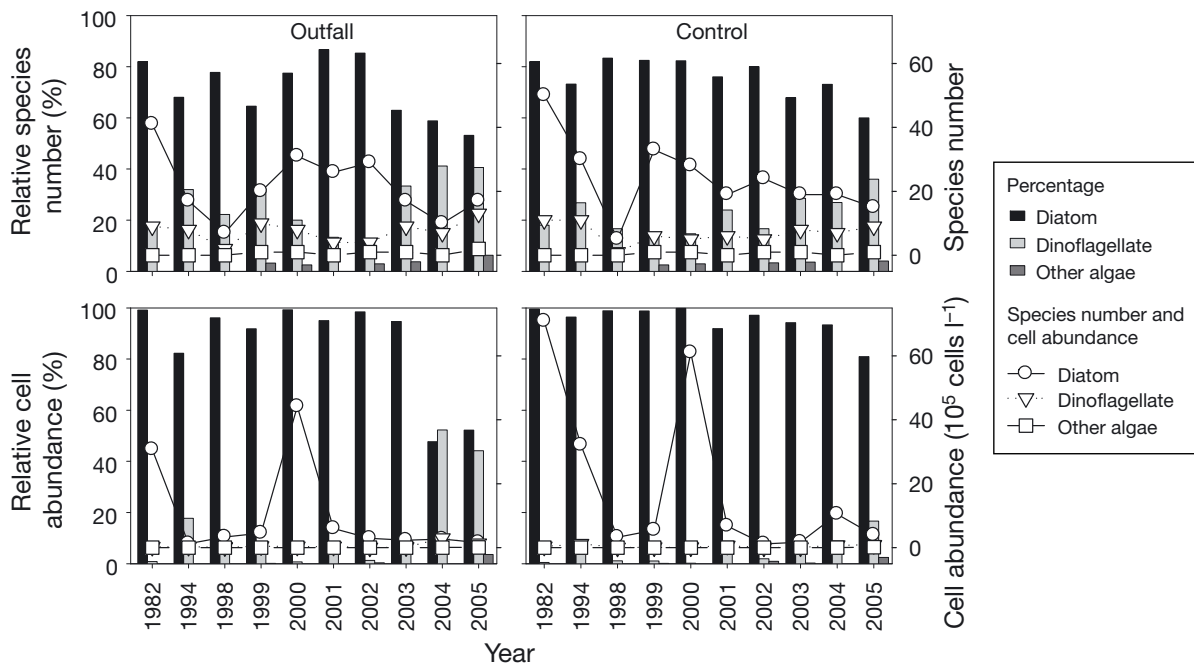 Outfall
Control
Relative species
number (%)
100
80
60
40
20
0
60
40
20
0
Species number
Relative cell
abundance (%)
100
80
60
40
20
0
60
40
20
0
Cell abundance (10⁵ cells l⁻¹)
1982
1994
1998
1999
2000
2001
2002
2003
2004
2005
1982
1994
1998
1999
2000
2001
2002
2003
2004
2005
Year
Percentage
Diatom
Dinoflagellate
Other algae
Species number and
cell abundance
Diatom
Dinoflagellate
Other algae